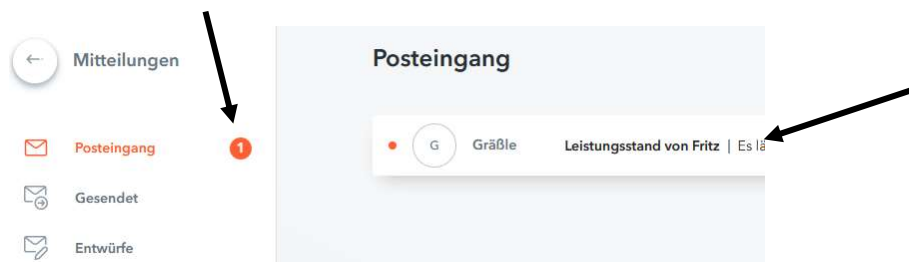 Mitteilungen
Posteingang 1
Gesendet
Entwürfe
Posteingang
G Gräßle Leistungsstand von Fritz | Es